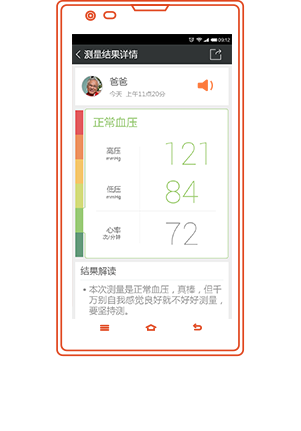 09:12
测量结果详情
爸爸
今天 上午11点20分
正常血压
高压
mmHg
121
低压
mmHg
84
心率
次/分钟
72
结果解读
• 本次测量是正常血压，真棒，但千
万别自我感觉良好就不好好测量，
要坚持测。